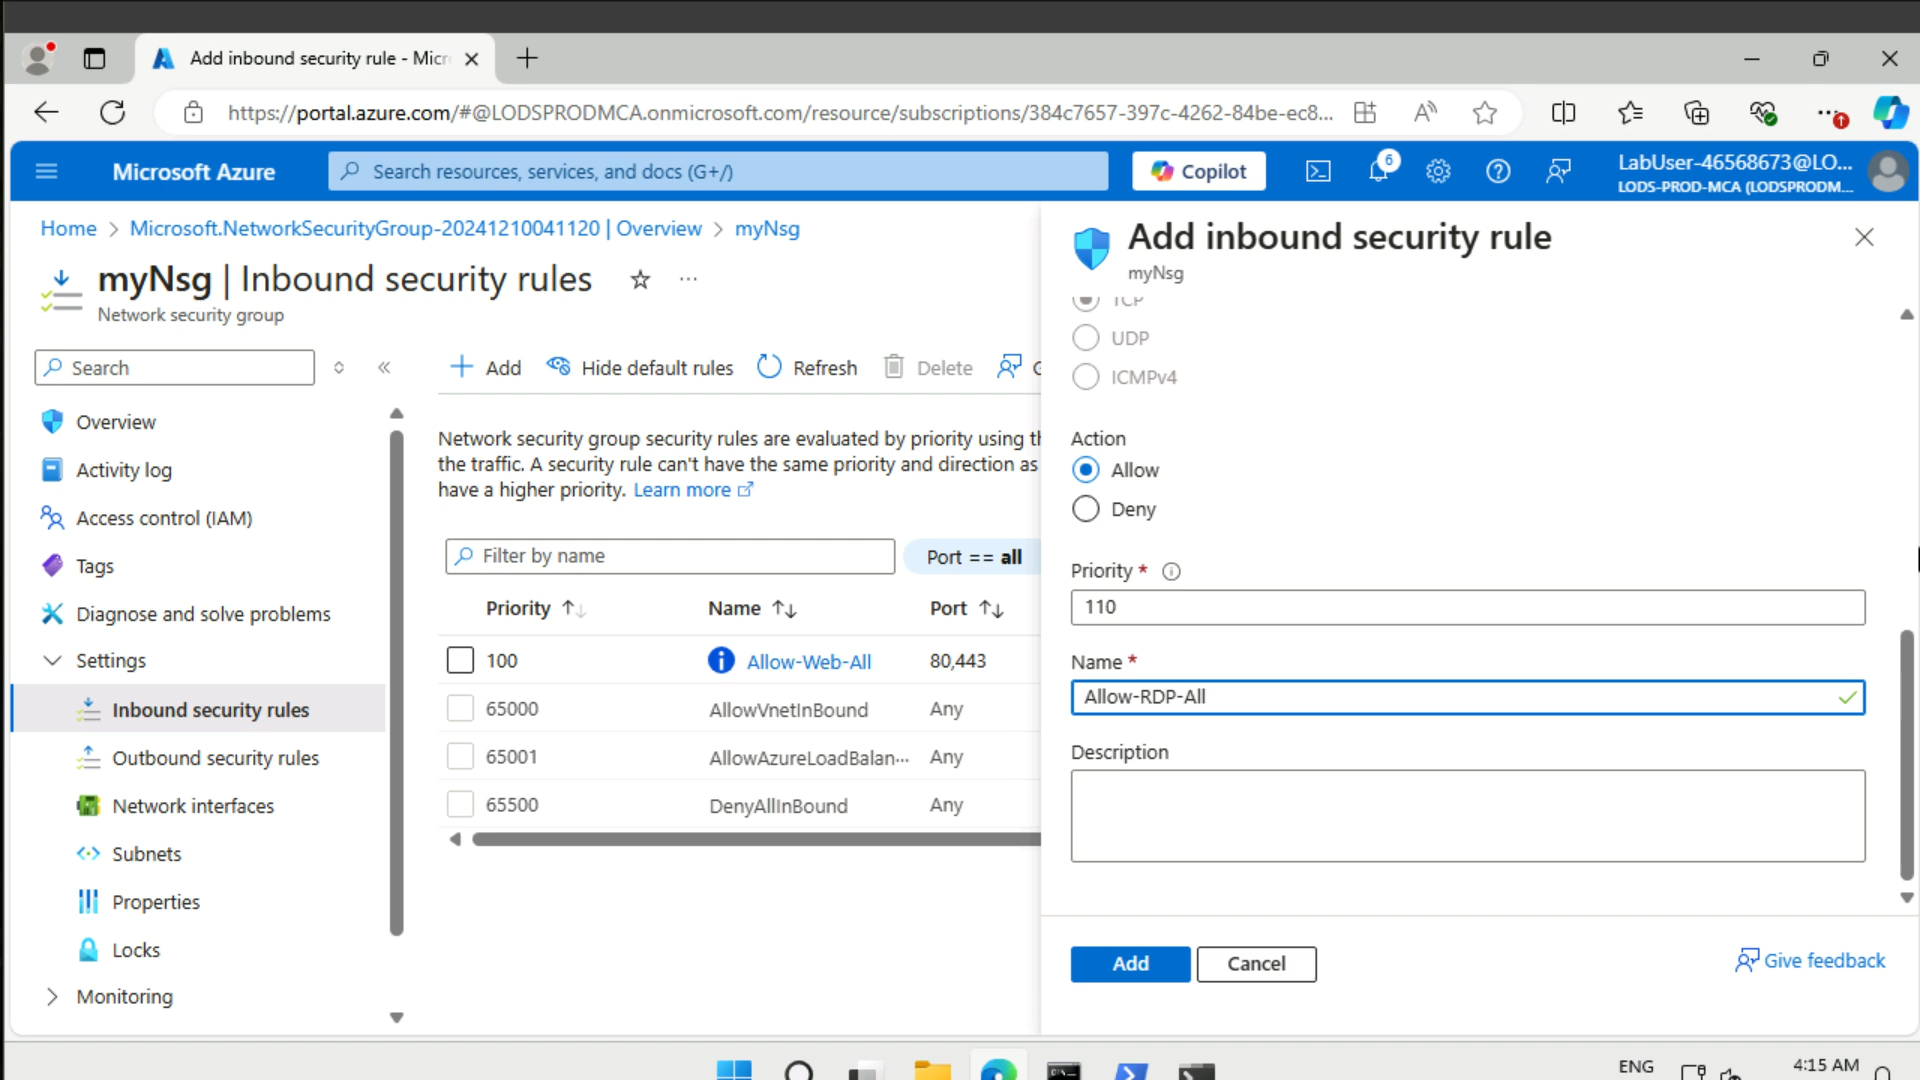 Add inbound security rule - Micr
https://portal.azure.com/#@LODSPRODMCA.onmicrosoft.com/resource/subscriptions/384c7657-397c-4262-84be-ec8...
Microsoft Azure
Search resources, services, and docs (G+/)
Copilot
6
LabUser-46568673@LO...
LODS-PROD-MCA (LODSPRODM...
Home > Microsoft.NetworkSecurityGroup-20241210041120 | Overview > myNsg
myNsg | Inbound security rules
Network security group
Search
Add
Hide default rules
Refresh
Delete
Overview
Activity log
Access control (IAM)
Tags
Diagnose and solve problems
Settings
Inbound security rules
Outbound security rules
Network interfaces
Subnets
Properties
Locks
Monitoring
Network security group security rules are evaluated by priority using th
the traffic. A security rule can't have the same priority and direction as
have a higher priority. Learn more
Filter by name
Port == all
Priority Name Port
100 Allow-Web-All 80,443
65000 AllowVnetInBound Any
65001 AllowAzureLoadBalan... Any
65500 DenyAllInBound Any
Add inbound security rule
myNsg
TCP
UDP
ICMPv4
Action
Allow
Deny
Priority *
110
Name *
Allow-RDP-All
Description
Add
Cancel
Give feedback
ENG
4:15 AM